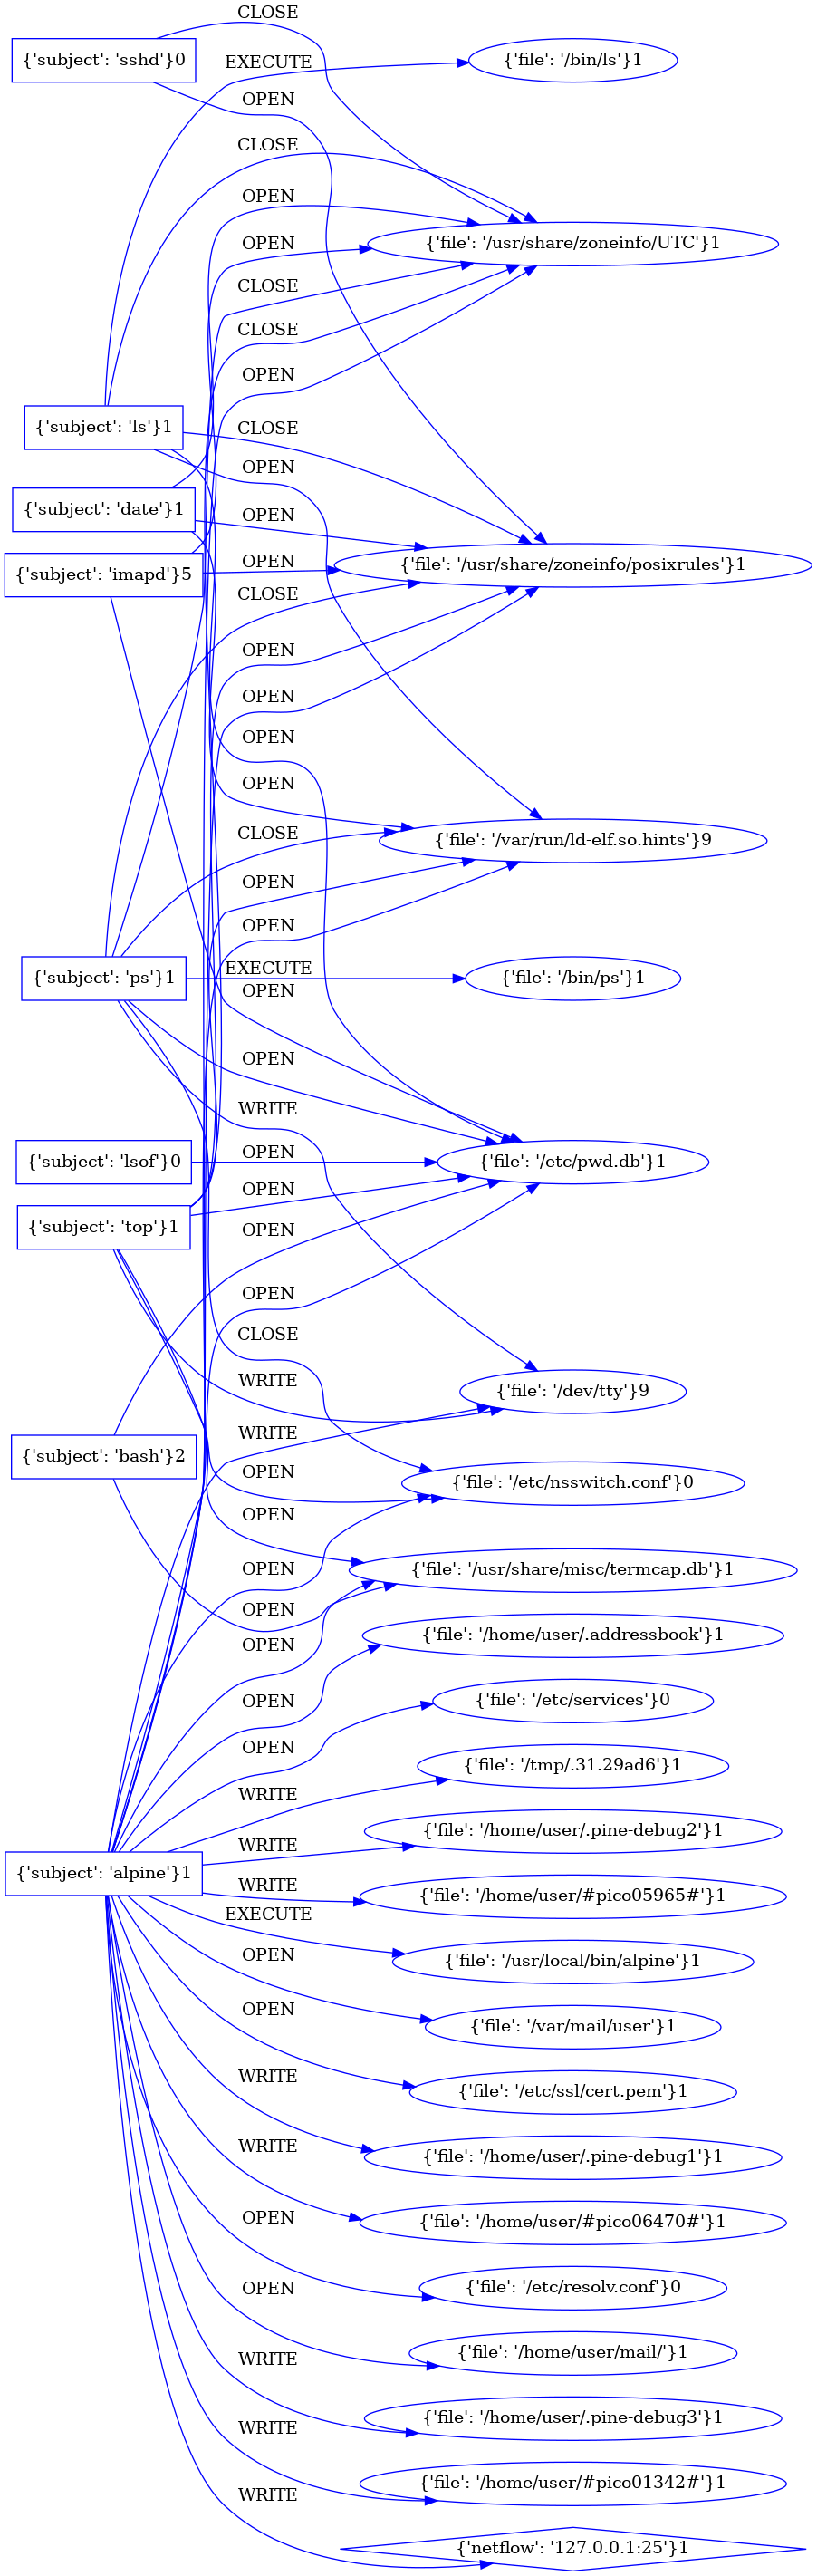 CLOSE
{'subject': 'sshd'}0
EXECUTE
{'file': '/bin/ls'}1
OPEN
CLOSE
OPEN
OPEN
{'file': '/usr/share/zoneinfo/UTC'}1
CLOSE
CLOSE
OPEN
{'subject': 'ls'}1
CLOSE
OPEN
{'subject': 'date'}1
OPEN
{'subject': 'imapd'}5
OPEN
{'file': '/usr/share/zoneinfo/posixrules'}1
CLOSE
OPEN
OPEN
OPEN
OPEN
CLOSE
{'file': '/var/run/ld-elf.so.hints'}9
OPEN
OPEN
{'subject': 'ps'}1
EXECUTE
{'file': '/bin/ps'}1
OPEN
OPEN
WRITE
{'subject': 'lsof'}0
OPEN
{'file': '/etc/pwd.db'}1
OPEN
{'subject': 'top'}1
OPEN
OPEN
CLOSE
WRITE
{'file': '/dev/tty'}9
WRITE
{'subject': 'bash'}2
OPEN
{'file': '/etc/nsswitch.conf'}0
OPEN
OPEN
{'file': '/usr/share/misc/termcap.db'}1
OPEN
OPEN
{'file': '/home/user/.addressbook'}1
OPEN
{'file': '/etc/services'}0
OPEN
{'file': '/tmp/.31.29ad6'}1
WRITE
{'file': '/home/user/.pine-debug2'}1
WRITE
{'subject': 'alpine'}1
WRITE
{'file': '/home/user/#pico05965#'}1
EXECUTE
{'file': '/usr/local/bin/alpine'}1
OPEN
{'file': '/var/mail/user'}1
OPEN
{'file': '/etc/ssl/cert.pem'}1
WRITE
{'file': '/home/user/.pine-debug1'}1
WRITE
{'file': '/home/user/#pico06470#'}1
OPEN
{'file': '/etc/resolv.conf'}0
OPEN
{'file': '/home/user/mail/'}1
WRITE
{'file': '/home/user/.pine-debug3'}1
WRITE
{'file': '/home/user/#pico01342#'}1
WRITE
{'netflow': '127.0.0.1:25'}1